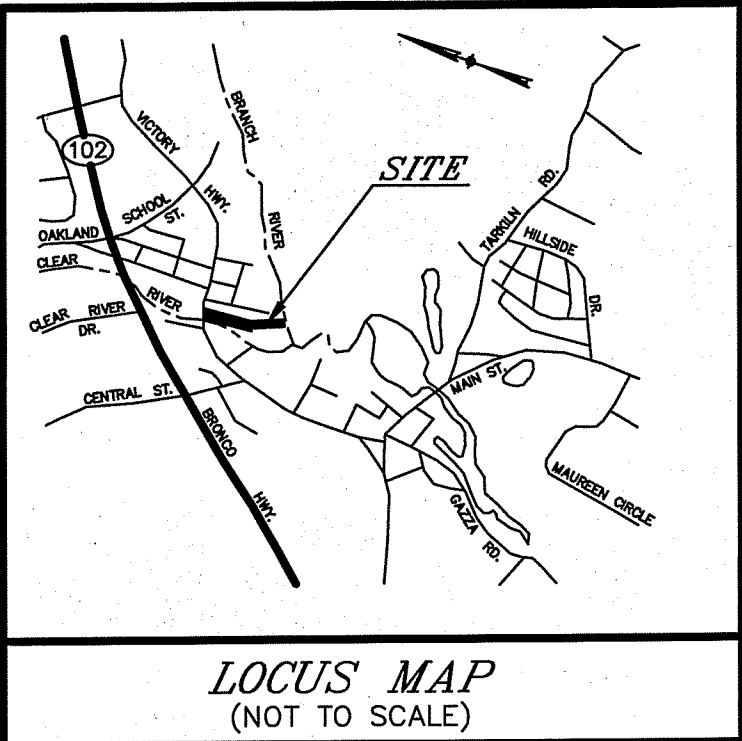 BRANCH
RIVER
VICTORY
HWY.
102
SITE
SCHOOL
ST.
OAKLAND
CLEAR
RIVER
CLEAR RIVER
DR.
CENTRAL ST.
BRONCO
HWY.
TARKILN RD.
HILLSIDE
DR.
MAIN ST.
MAUREEN CIRCLE
GAZZA
RD.
LOCUS MAP
(NOT TO SCALE)